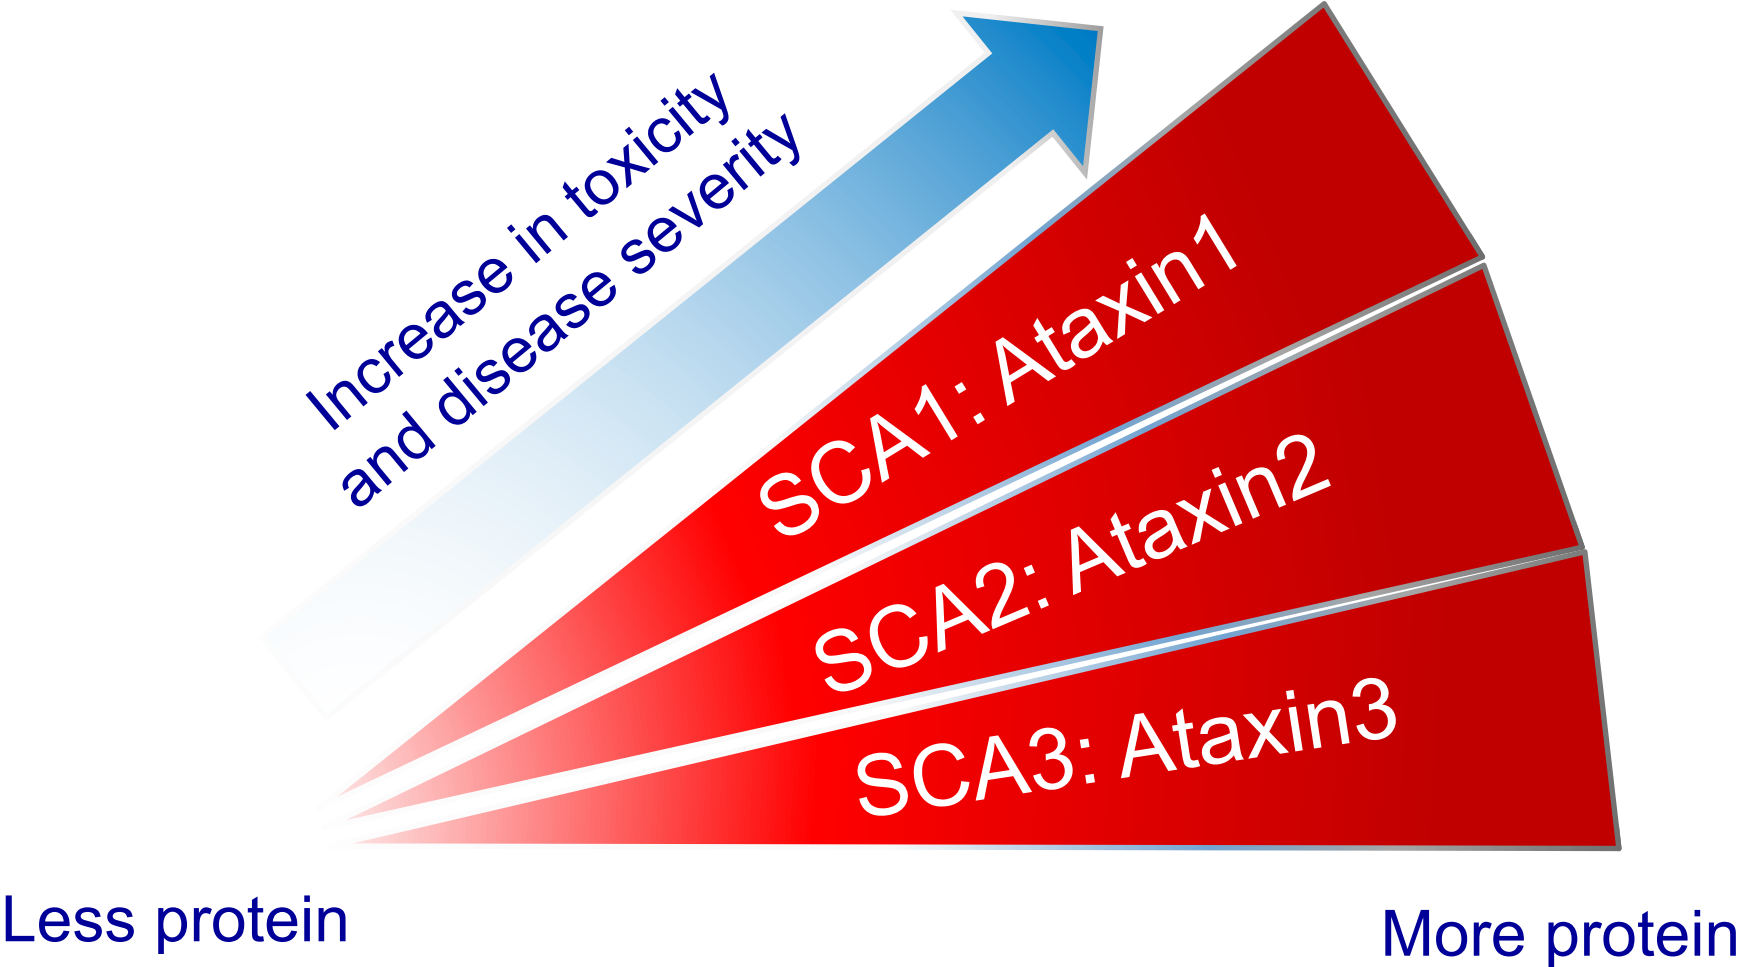 Increase in toxicity
and disease severity
SCA1: Ataxin1
SCA2: Ataxin2
SCA3: Ataxin3
Less protein
More protein